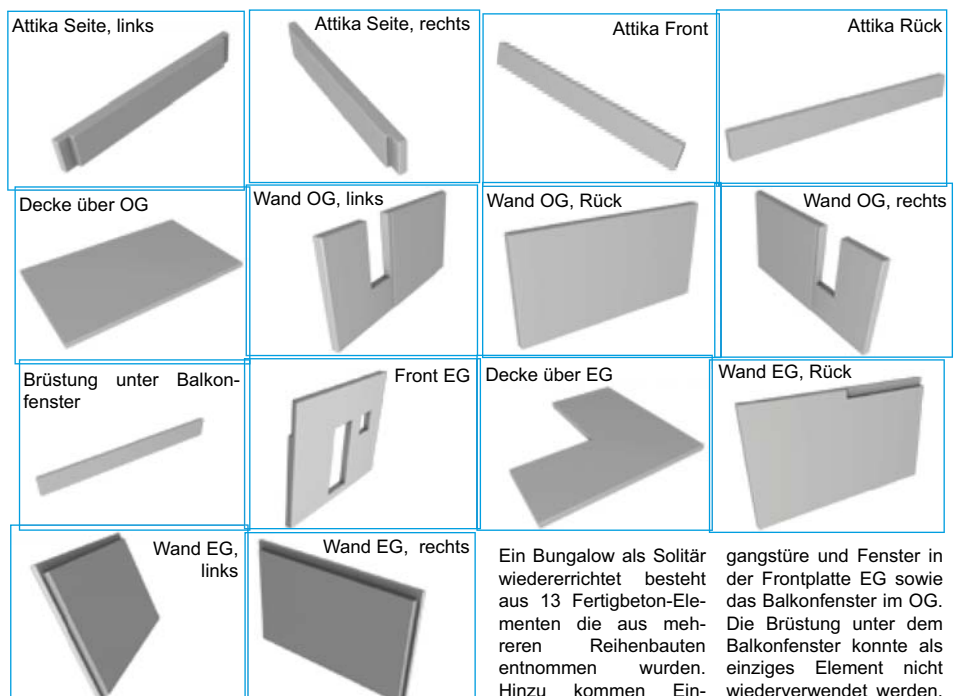 Attika Seite, links
Attika Seite, rechts
Attika Front
Attika Rück
Decke über OG
Wand OG, links
Wand OG, Rück
Wand OG, rechts
Brüstung unter Balkon-
fenster
Front EG
Decke über EG
Wand EG, Rück
Wand EG,
links
Wand EG, rechts
Ein Bungalow als Solitär
wiedererrichtet besteht
aus 13 Fertigbeton-Ele-
menten die aus meh-
reren Reihenbauten
entnommen wurden.
Hinzu kommen Ein-
gangstüre und Fenster in
der Frontplatte EG sowie
das Balkonfenster im OG.
Die Brüstung unter dem
Balkonfenster konnte als
einziges Element nicht
wiederverwendet werden.